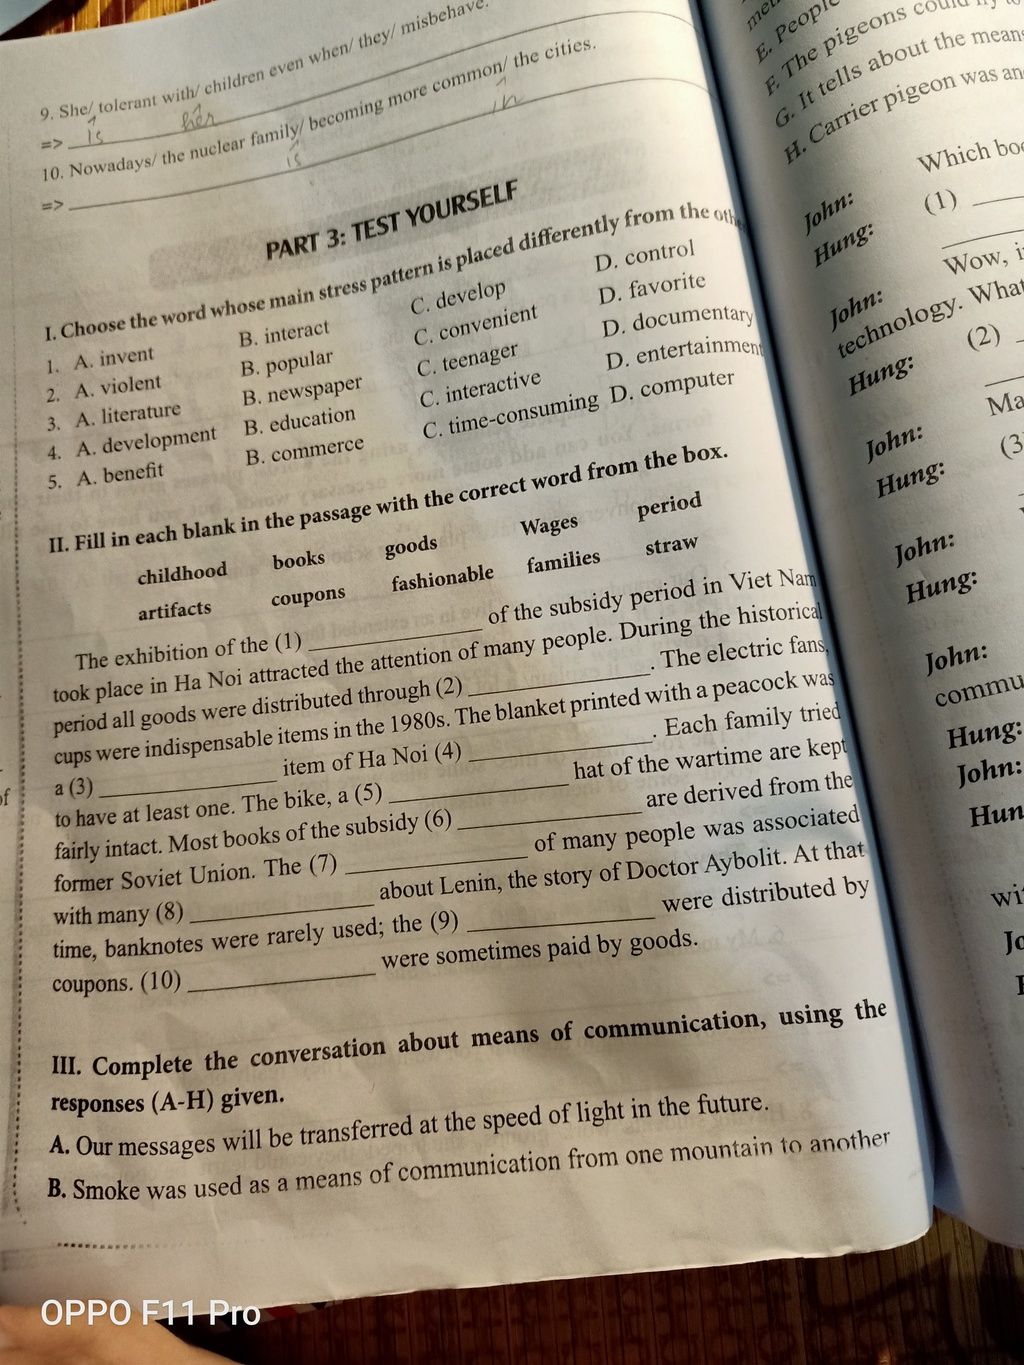 9. She/ tolerant with/ children even when/ they/ misbehave.
is her
=>
10. Nowadays/ the nuclear family/ becoming more common/ the cities.
is in
=>
PART 3: TEST YOURSELF
I. Choose the word whose main stress pattern is placed differently from the
1. A. invent B. interact C. develop D. control
2. A. violent B. popular C. convenient D. favorite
3. A. literature B. newspaper C. teenager D. documentary
4. A. development B. education C. interactive D. entertainment
5. A. benefit B. commerce C. time-consuming D. computer
II. Fill in each blank in the passage with the correct word from the box.
childhood books goods Wages period
artifacts coupons fashionable families straw
The exhibition of the (1) ____________ of the subsidy period in Viet Nam
took place in Ha Noi attracted the attention of many people. During the historical
period all goods were distributed through (2) ____________. The electric fans,
cups were indispensable items in the 1980s. The blanket printed with a peacock was
a (3) ____________ item of Ha Noi (4) ____________. Each family tried
to have at least one. The bike, a (5) ____________ hat of the wartime are kept
fairly intact. Most books of the subsidy (6) ____________ are derived from the
former Soviet Union. The (7) ____________ of many people was associated
with many (8) ____________ about Lenin, the story of Doctor Aybolit. At that
time, banknotes were rarely used; the (9) ____________ were distributed by
coupons. (10) ____________ were sometimes paid by goods.
III. Complete the conversation about means of communication, using the
responses (A-H) given.
A. Our messages will be transferred at the speed of light in the future.
B. Smoke was used as a means of communication from one mountain to another
E. People
F. The pigeons could
G. It tells about the
H. Carrier pigeon was
John: Which
Hung: (1)
John: Wow,
technology. What
Hung: (2)
John:
Hung: (3)
John:
Hung:
John:
Hung:
John:
Hung:
John:
OPPO F11 Pro